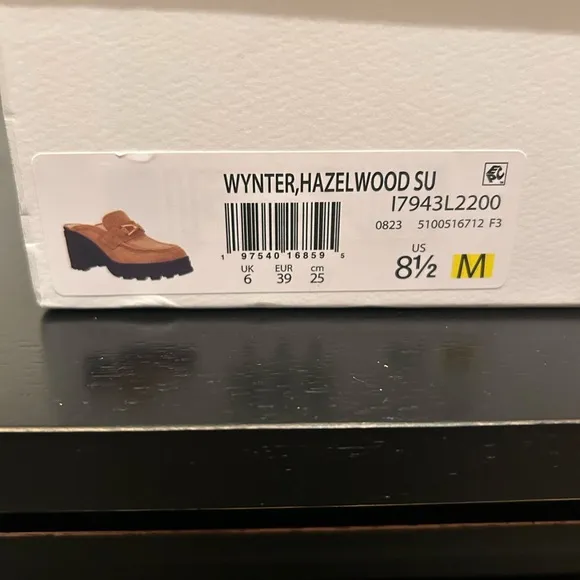 WYNTER,HAZELWOOD SU
I7943L2200
0823 5100516712 F3
1 97540 16859 5
UK EUR cm
6 39 25
US
8½ M